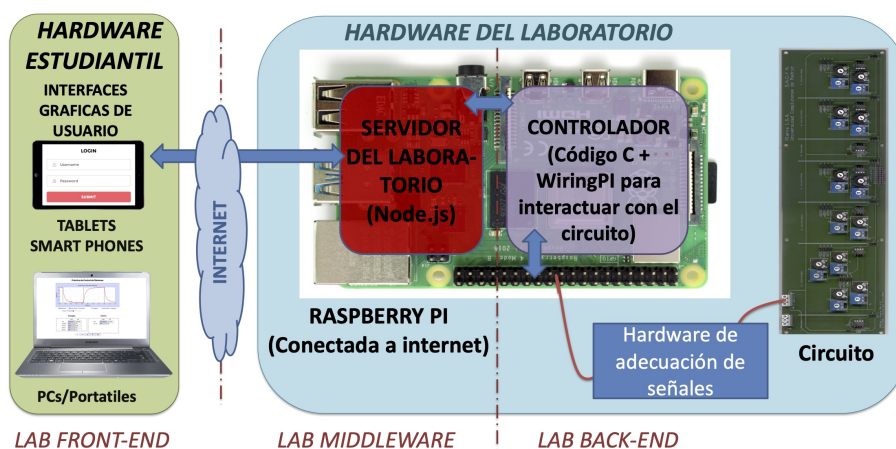 HARDWARE
ESTUDIANTIL
INTERFACES
GRAFICAS DE
USUARIO
LOGIN
Username
Password
SUBMIT
TABLETS
SMART PHONES
PCs/Portatiles
LAB FRONT-END
INTERNET
HARDWARE DEL LABORATORIO
SERVIDOR
DEL LABORA-
TORIO
(Node.js)
CONTROLADOR
(Código C +
WiringPI para
interactuar con el
circuito)
RASPBERRY PI
(Conectada a internet)
LAB MIDDLEWARE
Hardware de
adecuación de
señales
Circuito
LAB BACK-END